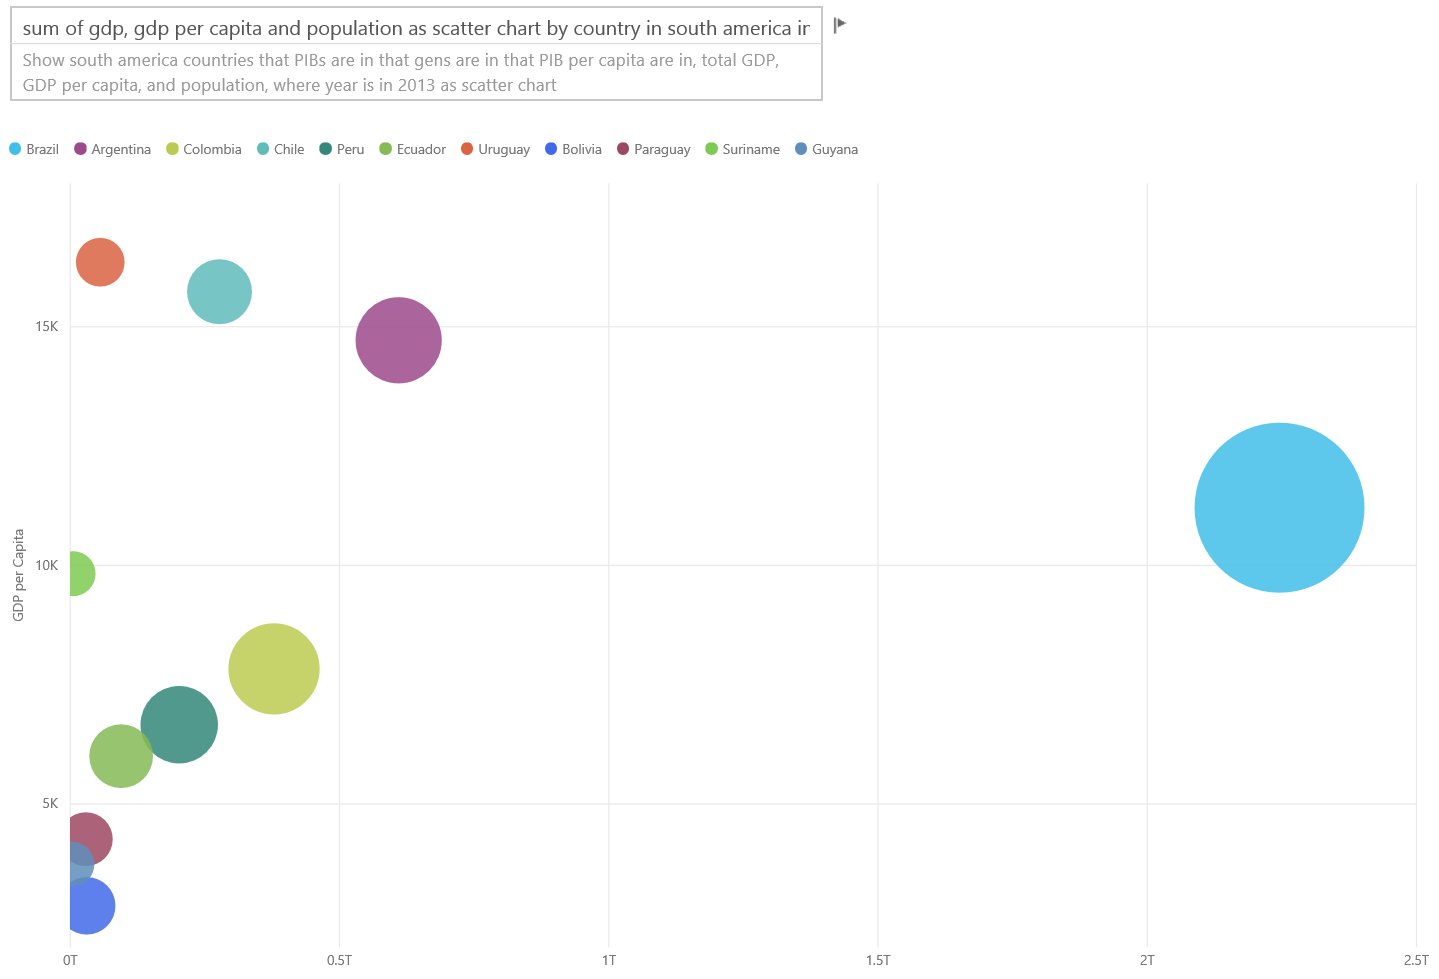 sum of gdp, gdp per capita and population as scatter chart by country in south america in
Show south america countries that PIBs are in that gens are in that PIB per capita are in, total GDP,
GDP per capita, and population, where year is in 2013 as scatter chart
Brazil Argentina Colombia Chile Peru Ecuador Uruguay Bolivia Paraguay Suriname Guyana
15K
10K
GDP per Capita
5K
0T 0.5T 1T 1.5T 2T 2.5T